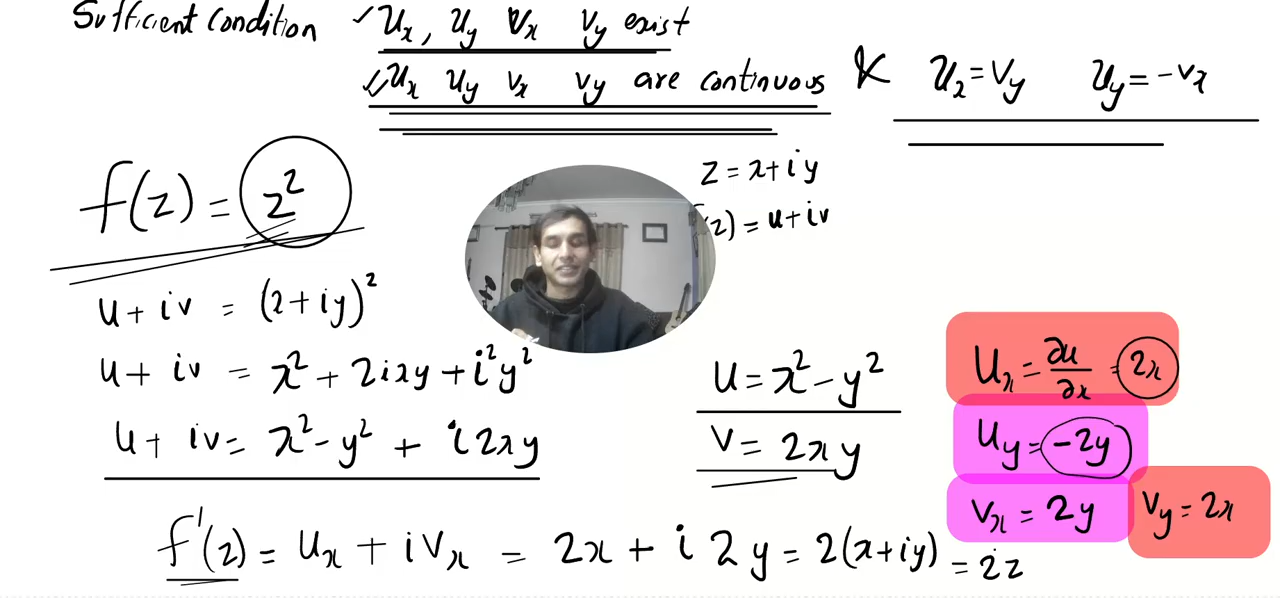 Sufficient Condition ✓ Ux, Uy Vx Vy exist
✓ Ux Uy Vx Vy are continuous & Ux = Vy Uy = -Vx
f(z) = z²
z = x + iy
(z) = u + iv
u + iv = (x + iy)²
u + iv = x² + 2ixy + i²y²
u + iv = x² - y² + i2xy
u = x² - y²
v = 2xy
Ux = ∂u/∂x = 2x
Uy = -2y
Vx = 2y Vy = 2x
f'(z) = Ux + iVx = 2x + i2y = 2(x + iy) = 2z